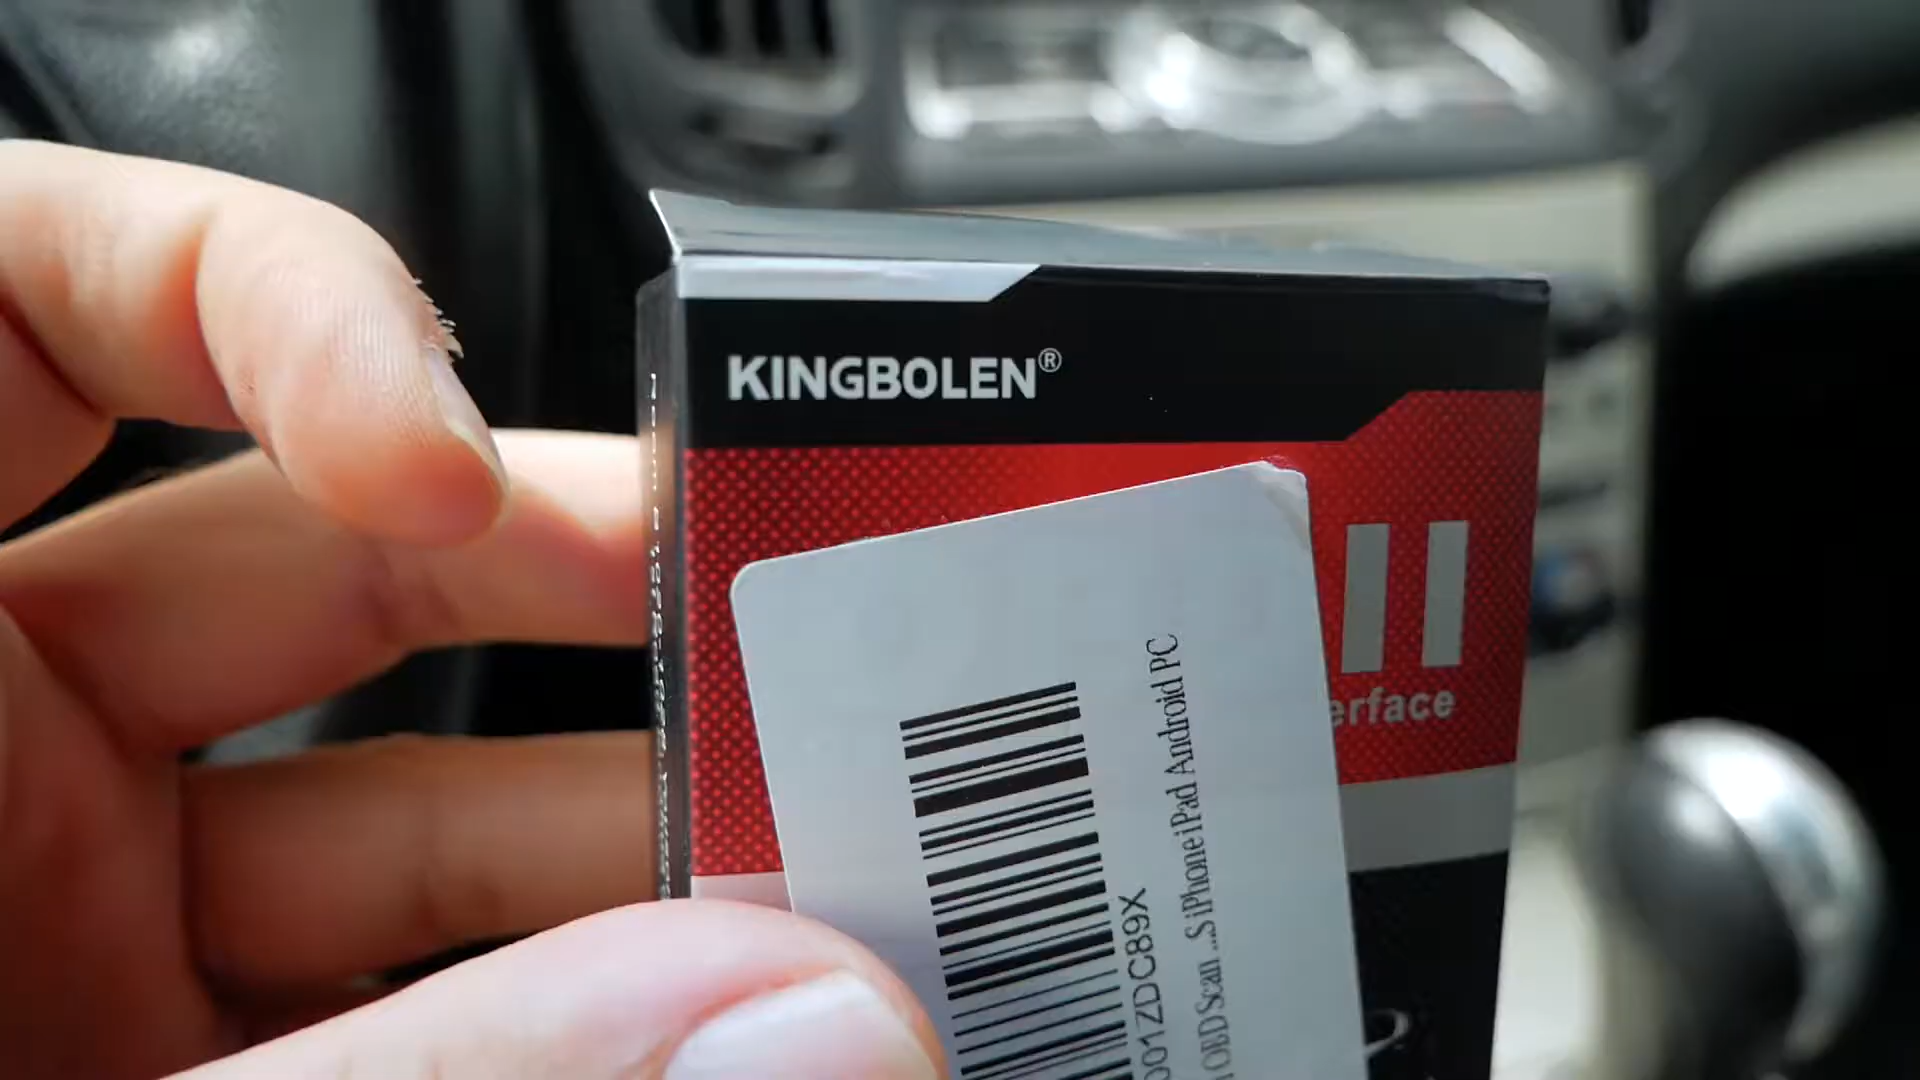 KINGBOLEN®
II
erface
001ZDC89X
OBD Scan ...S iPhone iPad Android PC